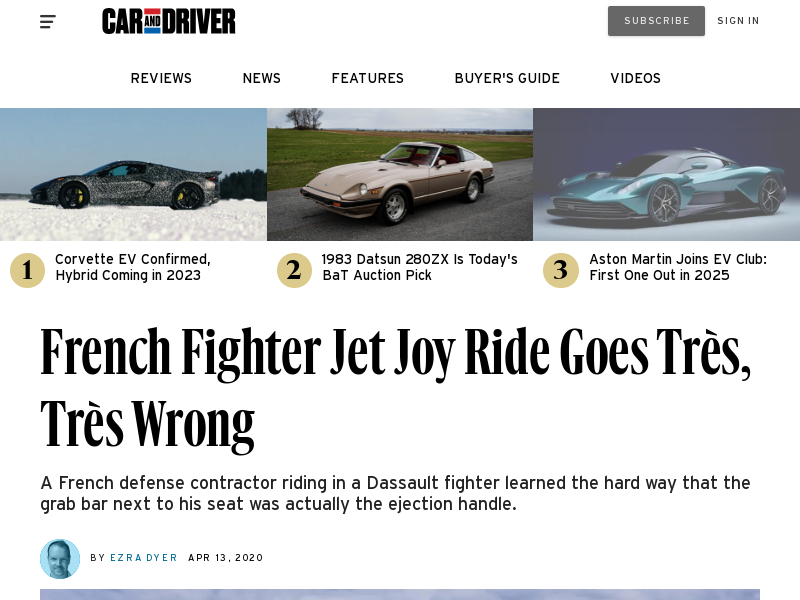 CAR AND DRIVER
SUBSCRIBE
SIGN IN
REVIEWS
NEWS
FEATURES
BUYER'S GUIDE
VIDEOS
1
Corvette EV Confirmed,
Hybrid Coming in 2023
2
1983 Datsun 280ZX Is Today's
BaT Auction Pick
3
Aston Martin Joins EV Club:
First One Out in 2025
French Fighter Jet Joy Ride Goes Très,
Très Wrong
A French defense contractor riding in a Dassault fighter learned the hard way that the
grab bar next to his seat was actually the ejection handle.
BY EZRA DYER APR 13, 2020